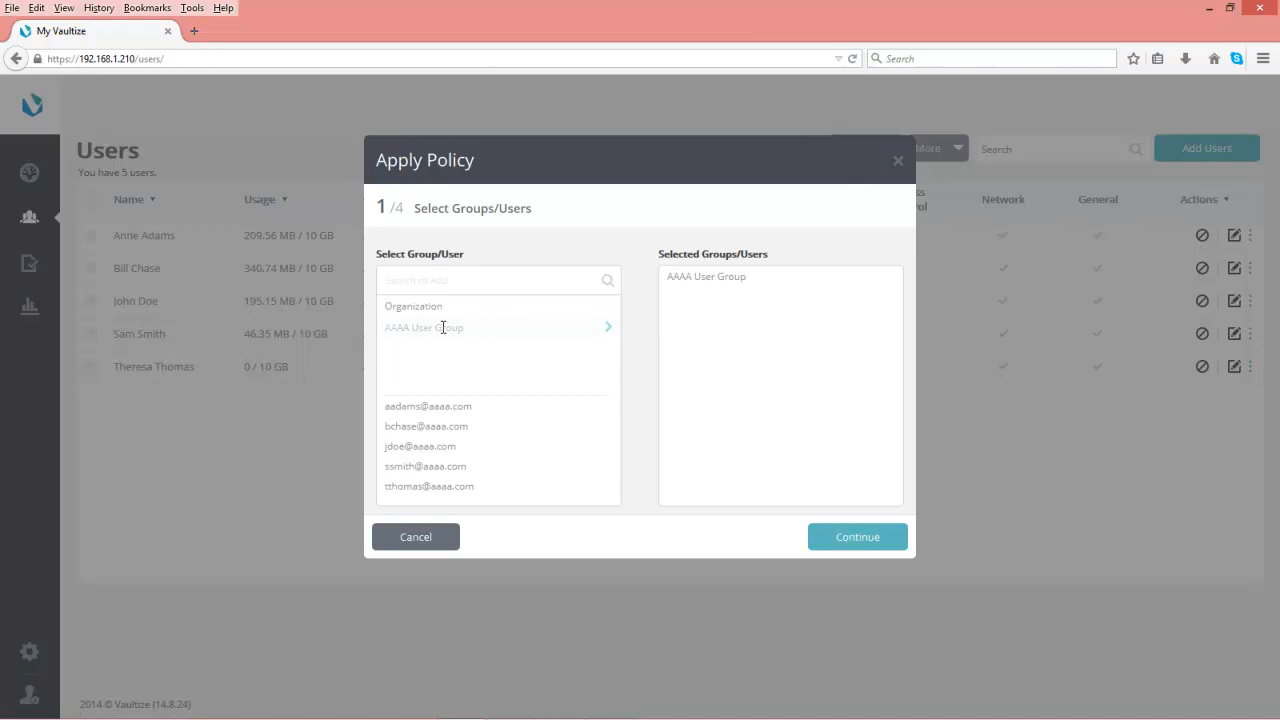 File Edit View History Bookmarks Tools Help
My Vaultize
https://192.168.1.210/users/
Search
Users
You have 5 users.
More
Search
Add Users
Name
Usage
Network
General
Actions
Anne Adams
209.56 MB / 10 GB
Bill Chase
340.74 MB / 10 GB
John Doe
195.15 MB / 10 GB
Sam Smith
46.35 MB / 10 GB
Theresa Thomas
0 / 10 GB
Apply Policy
1 /4 Select Groups/Users
Select Group/User
Selected Groups/Users
Search to Add
Organization
AAAA User Group
aadams@aaaa.com
bchase@aaaa.com
jdoe@aaaa.com
ssmith@aaaa.com
tthomas@aaaa.com
AAAA User Group
Cancel
Continue
2014 © Vaultize (14.8.24)